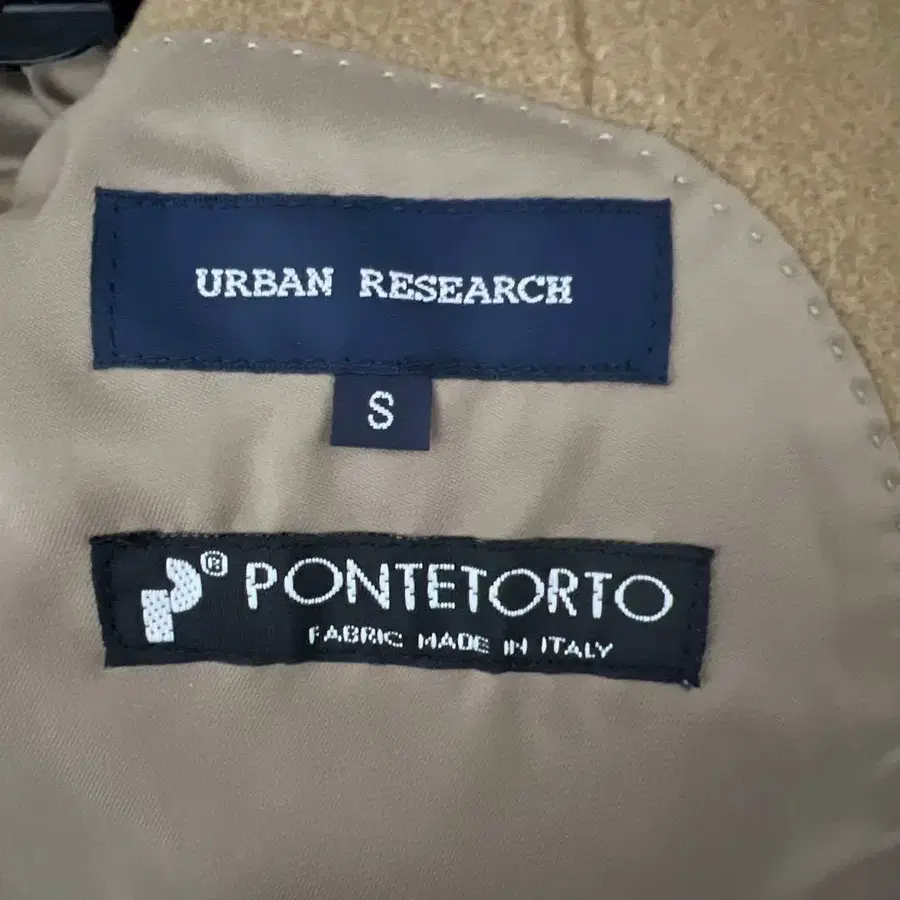 URBAN RESEARCH
S
® PONTETORTO
FABRIC MADE IN ITALY